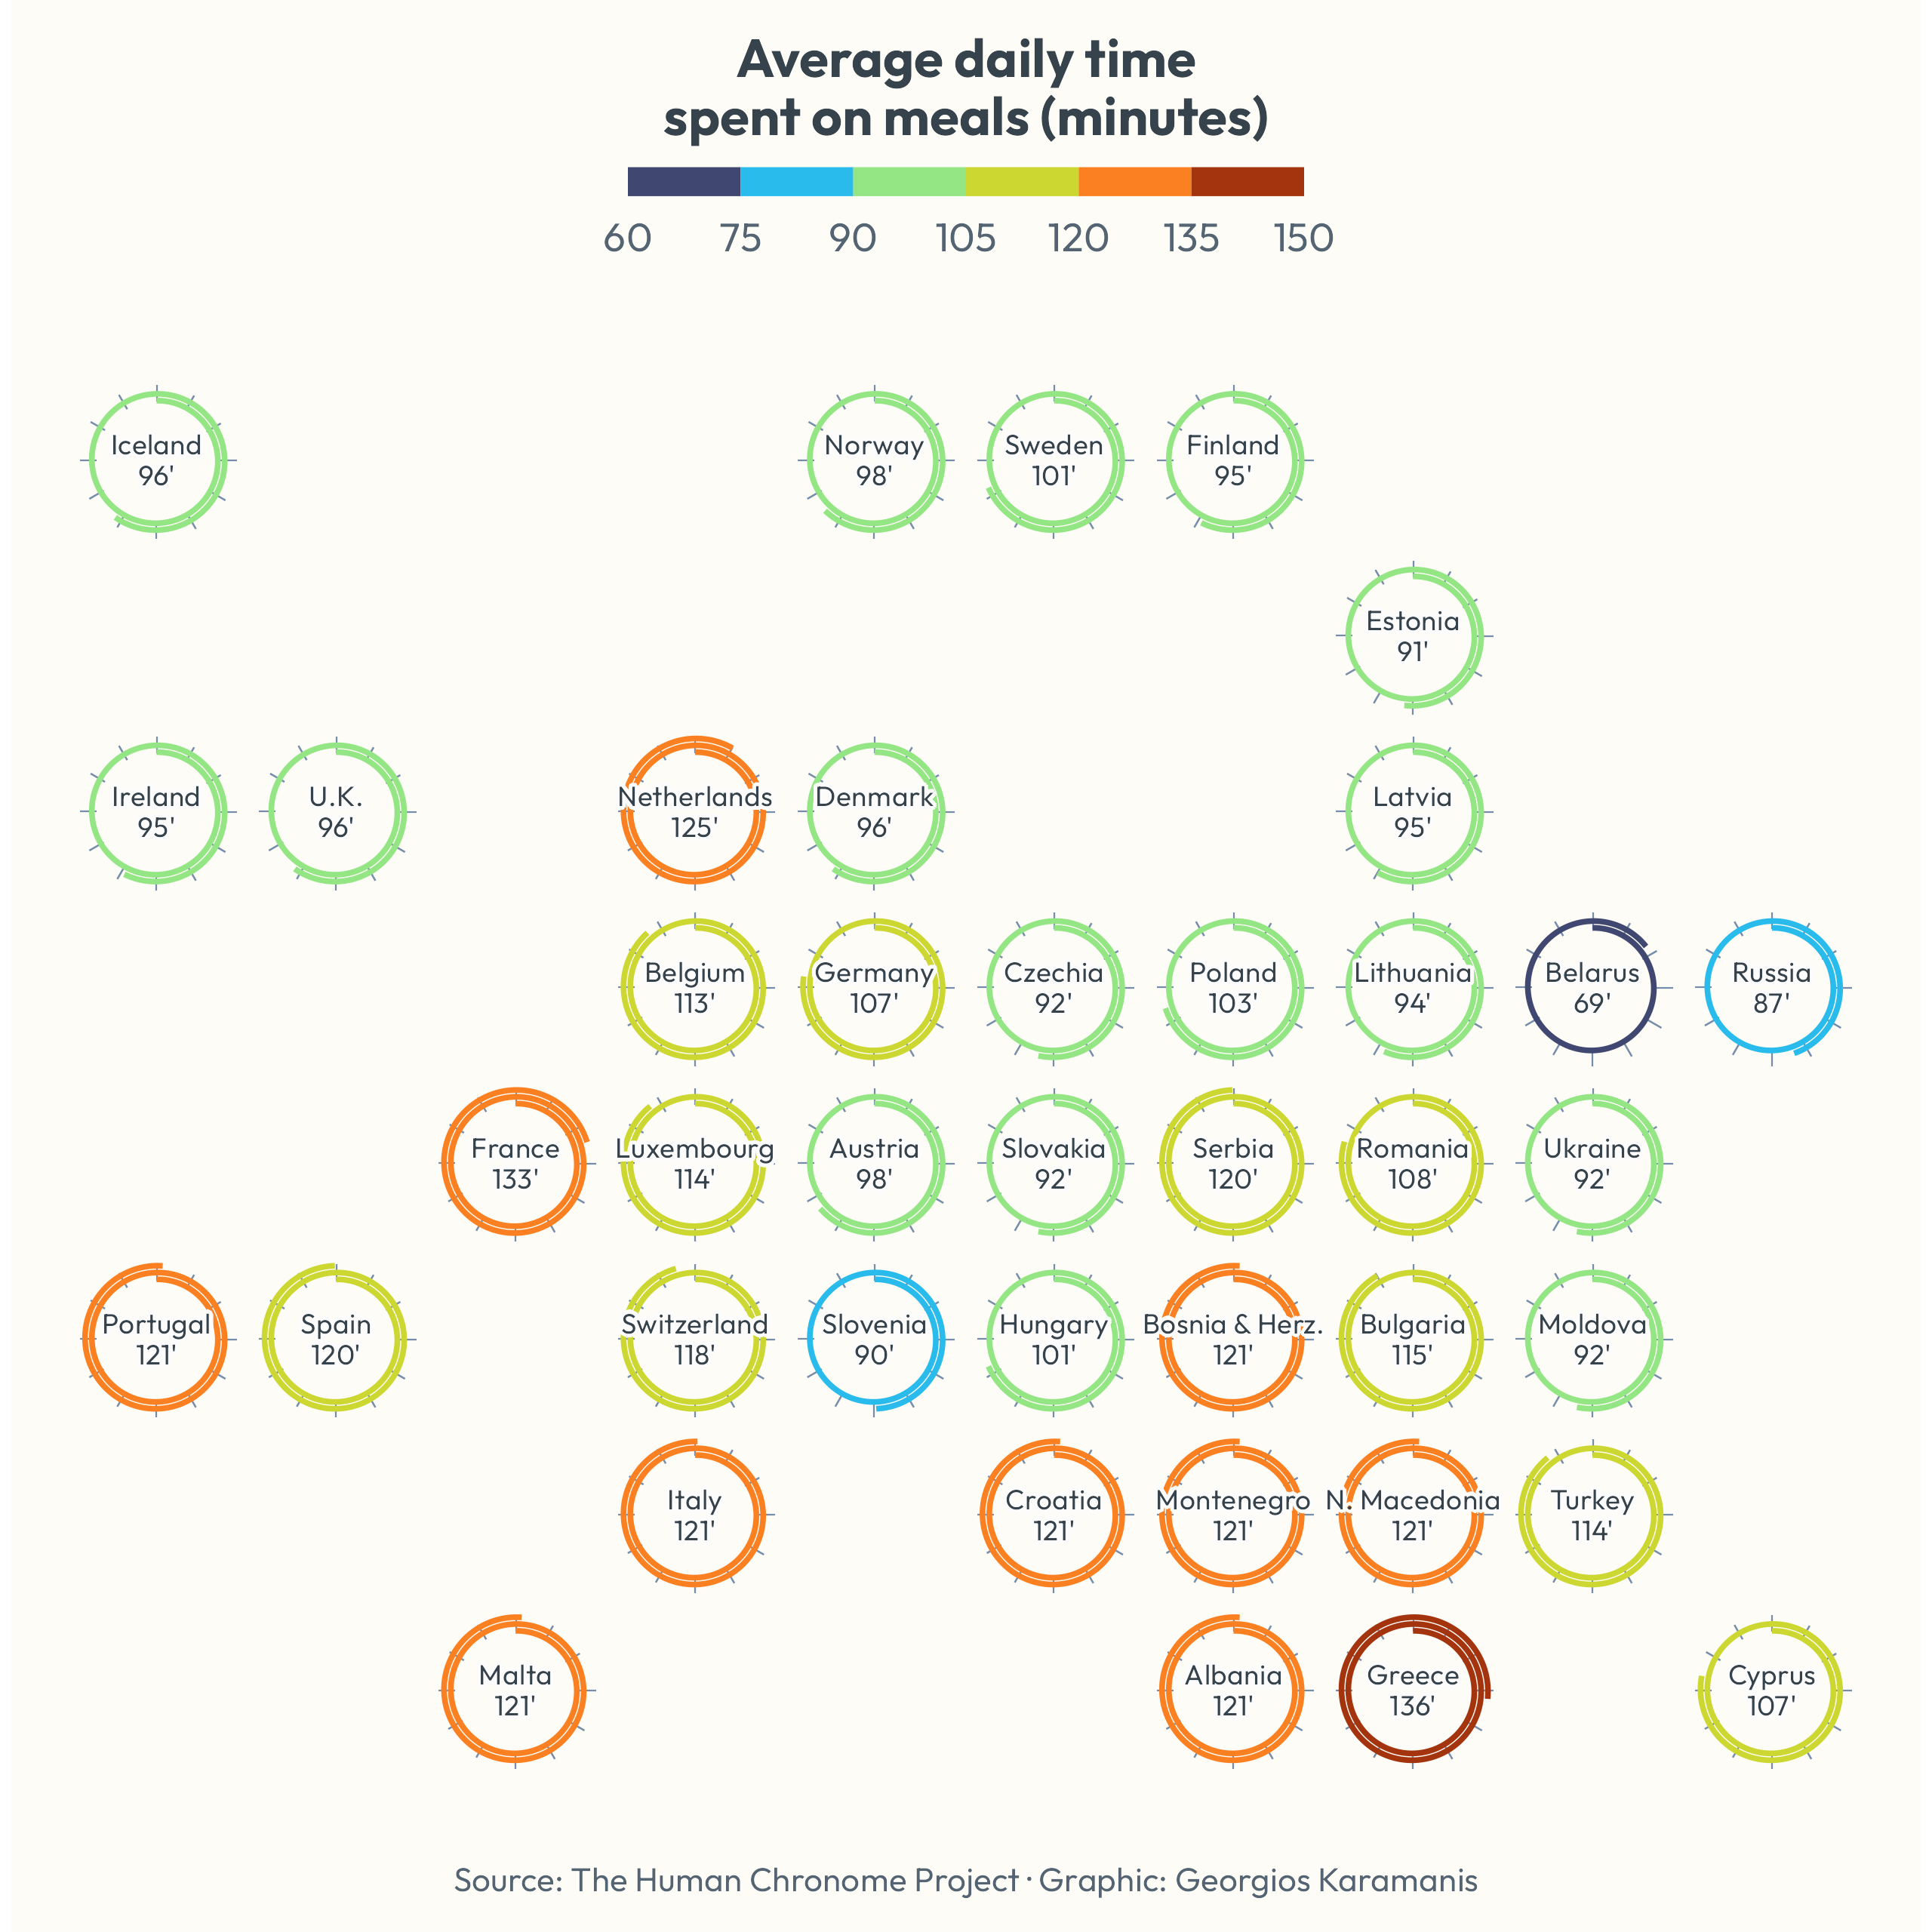 Average daily time
spent on meals (minutes)
60 75 90 105 120 135 150
Iceland
96'
Norway
98'
Sweden
101'
Finland
95'
Estonia
91'
Ireland
95'
U.K.
96'
Netherlands
125'
Denmark
96'
Latvia
95'
Belgium
113'
Germany
107'
Czechia
92'
Poland
103'
Lithuania
94'
Belarus
69'
Russia
87'
France
133'
Luxembourg
114'
Austria
98'
Slovakia
92'
Serbia
120'
Romania
108'
Ukraine
92'
Portugal
121'
Spain
120'
Switzerland
118'
Slovenia
90'
Hungary
101'
Bosnia & Herz.
121'
Bulgaria
115'
Moldova
92'
Italy
121'
Croatia
121'
Montenegro
121'
N. Macedonia
121'
Turkey
114'
Malta
121'
Albania
121'
Greece
136'
Cyprus
107'
Source: The Human Chronome Project · Graphic: Georgios Karamanis